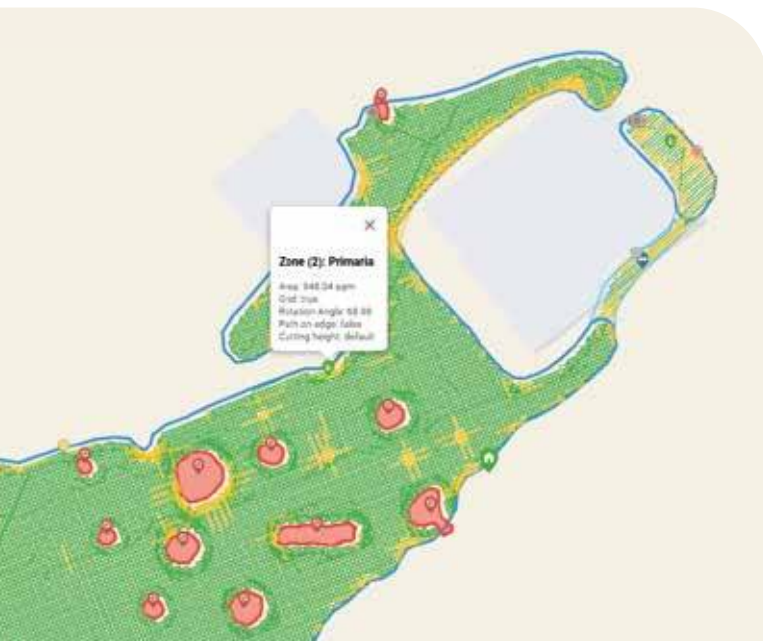 Zone (2): Primaria
Area: 948.04 sqm
Grid: true
Rotation Angle: 68.98
Path on edge: false
Cutting height: default